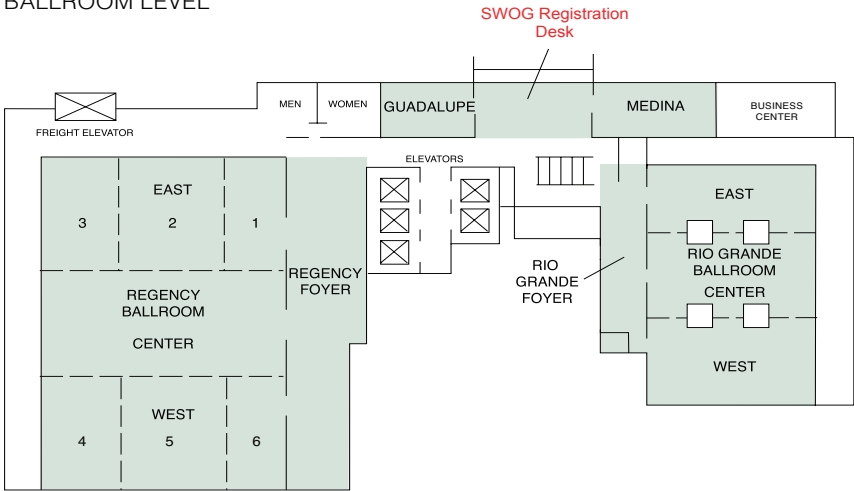 BALLROOM LEVEL
SWOG Registration
Desk
MEN
WOMEN
GUADALUPE
MEDINA
BUSINESS
CENTER
FREIGHT ELEVATOR
ELEVATORS
EAST
3
2
1
REGENCY
BALLROOM
CENTER
REGENCY
FOYER
WEST
4
5
6
RIO
GRANDE
FOYER
EAST
RIO GRANDE
BALLROOM
CENTER
WEST